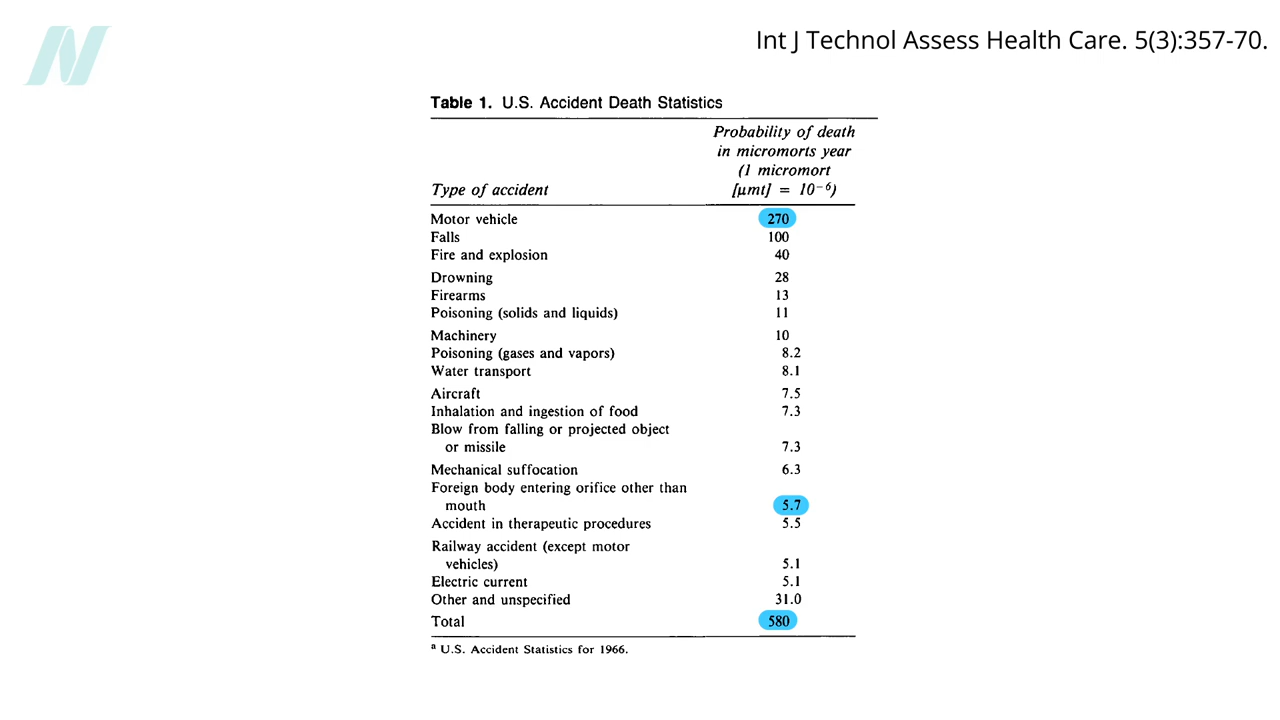 Int J Technol Assess Health Care. 5(3):357-70.
Table 1. U.S. Accident Death Statistics
Probability of death
in micromorts year
(1 micromort
Type of accident [μmt] = 10⁻⁶)
Motor vehicle 270
Falls 100
Fire and explosion 40
Drowning 28
Firearms 13
Poisoning (solids and liquids) 11
Machinery 10
Poisoning (gases and vapors) 8.2
Water transport 8.1
Aircraft 7.5
Inhalation and ingestion of food 7.3
Blow from falling or projected object
or missile 7.3
Mechanical suffocation 6.3
Foreign body entering orifice other than
mouth 5.7
Accident in therapeutic procedures 5.5
Railway accident (except motor
vehicles) 5.1
Electric current 5.1
Other and unspecified 31.0
Total 580
ᵃ U.S. Accident Statistics for 1966.